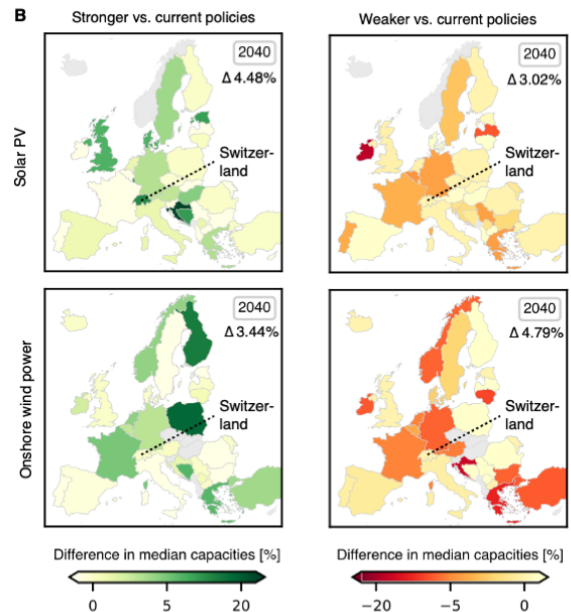 B
Stronger vs. current policies
Weaker vs. current policies
Solar PV
2040
Δ 4.48%
Switzer-
land
2040
Δ 3.02%
Switzer-
land
Onshore wind power
2040
Δ 3.44%
Switzer-
land
2040
Δ 4.79%
Switzer-
land
Difference in median capacities [%]
0 5 20
Difference in median capacities [%]
−20 −5 0